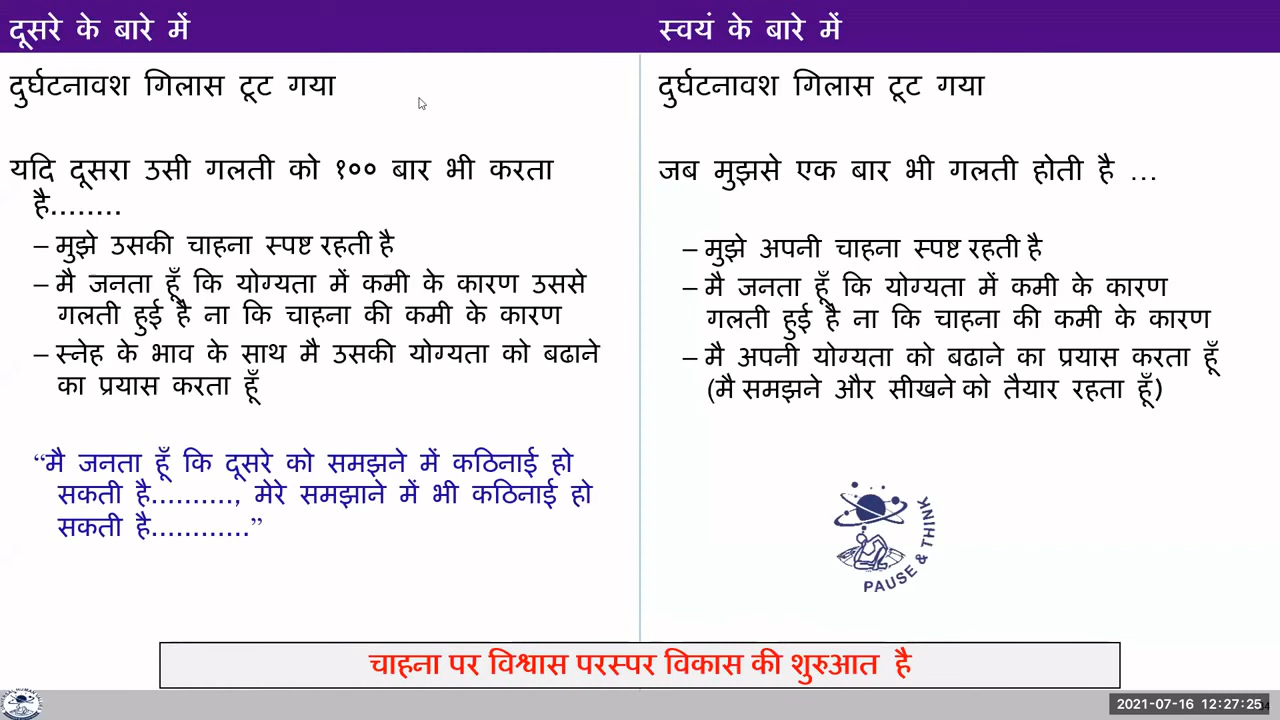 दूसरे के बारे में
दुर्घटनावश गिलास टूट गया
यदि दूसरा उसी गलती को १०० बार भी करता
है........
– मुझे उसकी चाहना स्पष्ट रहती है
– मै जनता हूँ कि योग्यता में कमी के कारण उससे
गलती हुई है ना कि चाहना की कमी के कारण
– स्नेह के भाव के साथ मै उसकी योग्यता को बढाने
का प्रयास करता हूँ
“मै जनता हूँ कि दूसरे को समझने में कठिनाई हो
सकती है.........., मेरे समझाने में भी कठिनाई हो
सकती है............”
स्वयं के बारे में
दुर्घटनावश गिलास टूट गया
जब मुझसे एक बार भी गलती होती है ...
– मुझे अपनी चाहना स्पष्ट रहती है
– मै जनता हूँ कि योग्यता में कमी के कारण
गलती हुई है ना कि चाहना की कमी के कारण
– मै अपनी योग्यता को बढाने का प्रयास करता हूँ
(मै समझने और सीखने को तैयार रहता हूँ)
PAUSE & THINK
चाहना पर विश्वास परस्पर विकास की शुरुआत है
2021-07-16 12:27:25